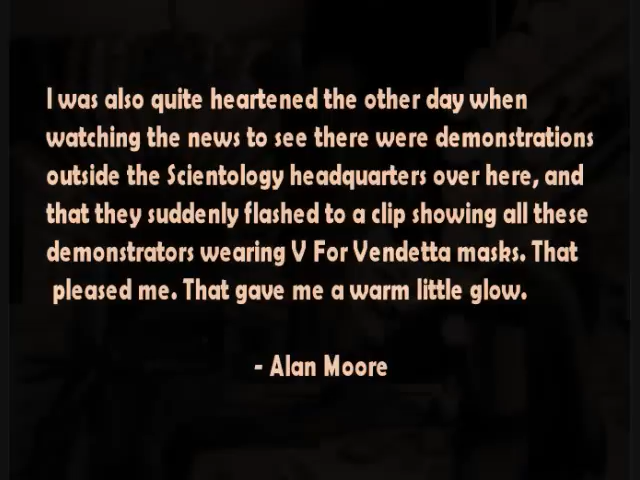 I was also quite heartened the other day when
watching the news to see there were demonstrations
outside the Scientology headquarters over here, and
that they suddenly flashed to a clip showing all these
demonstrators wearing V For Vendetta masks. That
pleased me. That gave me a warm little glow.
- Alan Moore